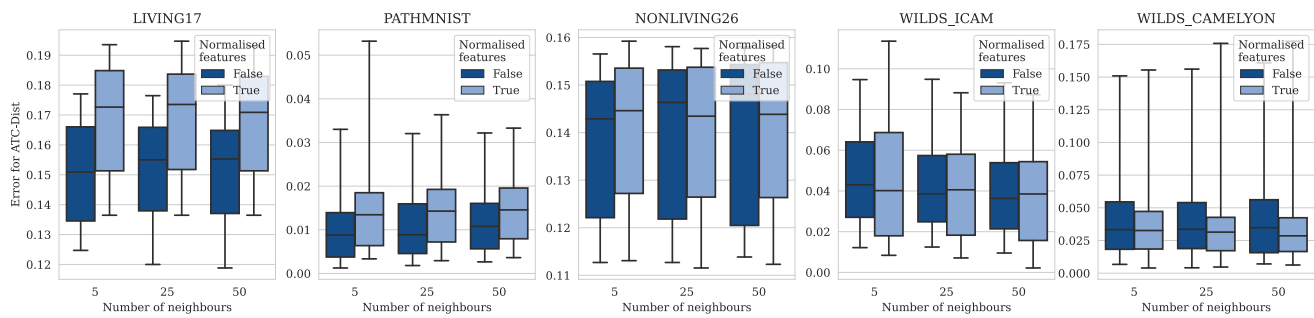 LIVING17
PATHMNIST
NONLIVING26
WILDS_ICAM
WILDS_CAMELYON
Error for ATC-Dist
0.19
0.18
0.17
0.16
0.15
0.14
0.13
0.12
Normalised
features
False
True
5
25
50
Number of neighbours
0.05
0.04
0.03
0.02
0.01
0.00
Normalised
features
False
True
5
25
50
Number of neighbours
0.16
0.15
0.14
0.13
0.12
0.11
Normalised
features
False
True
5
25
50
Number of neighbours
0.10
0.08
0.06
0.04
0.02
0.00
Normalised
features
False
True
5
25
50
Number of neighbours
0.175
0.150
0.125
0.100
0.075
0.050
0.025
0.000
Normalised
features
False
True
5
25
50
Number of neighbours